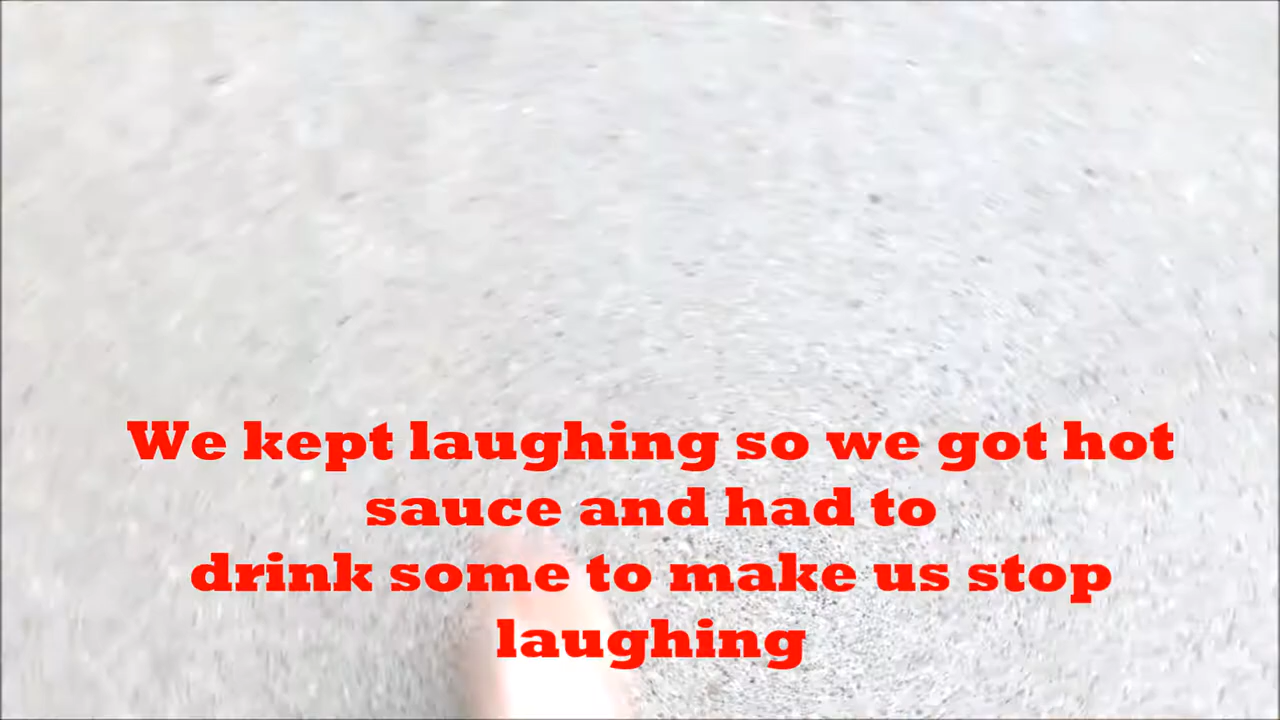 We kept laughing so we got hot
sauce and had to
drink some to make us stop
laughing